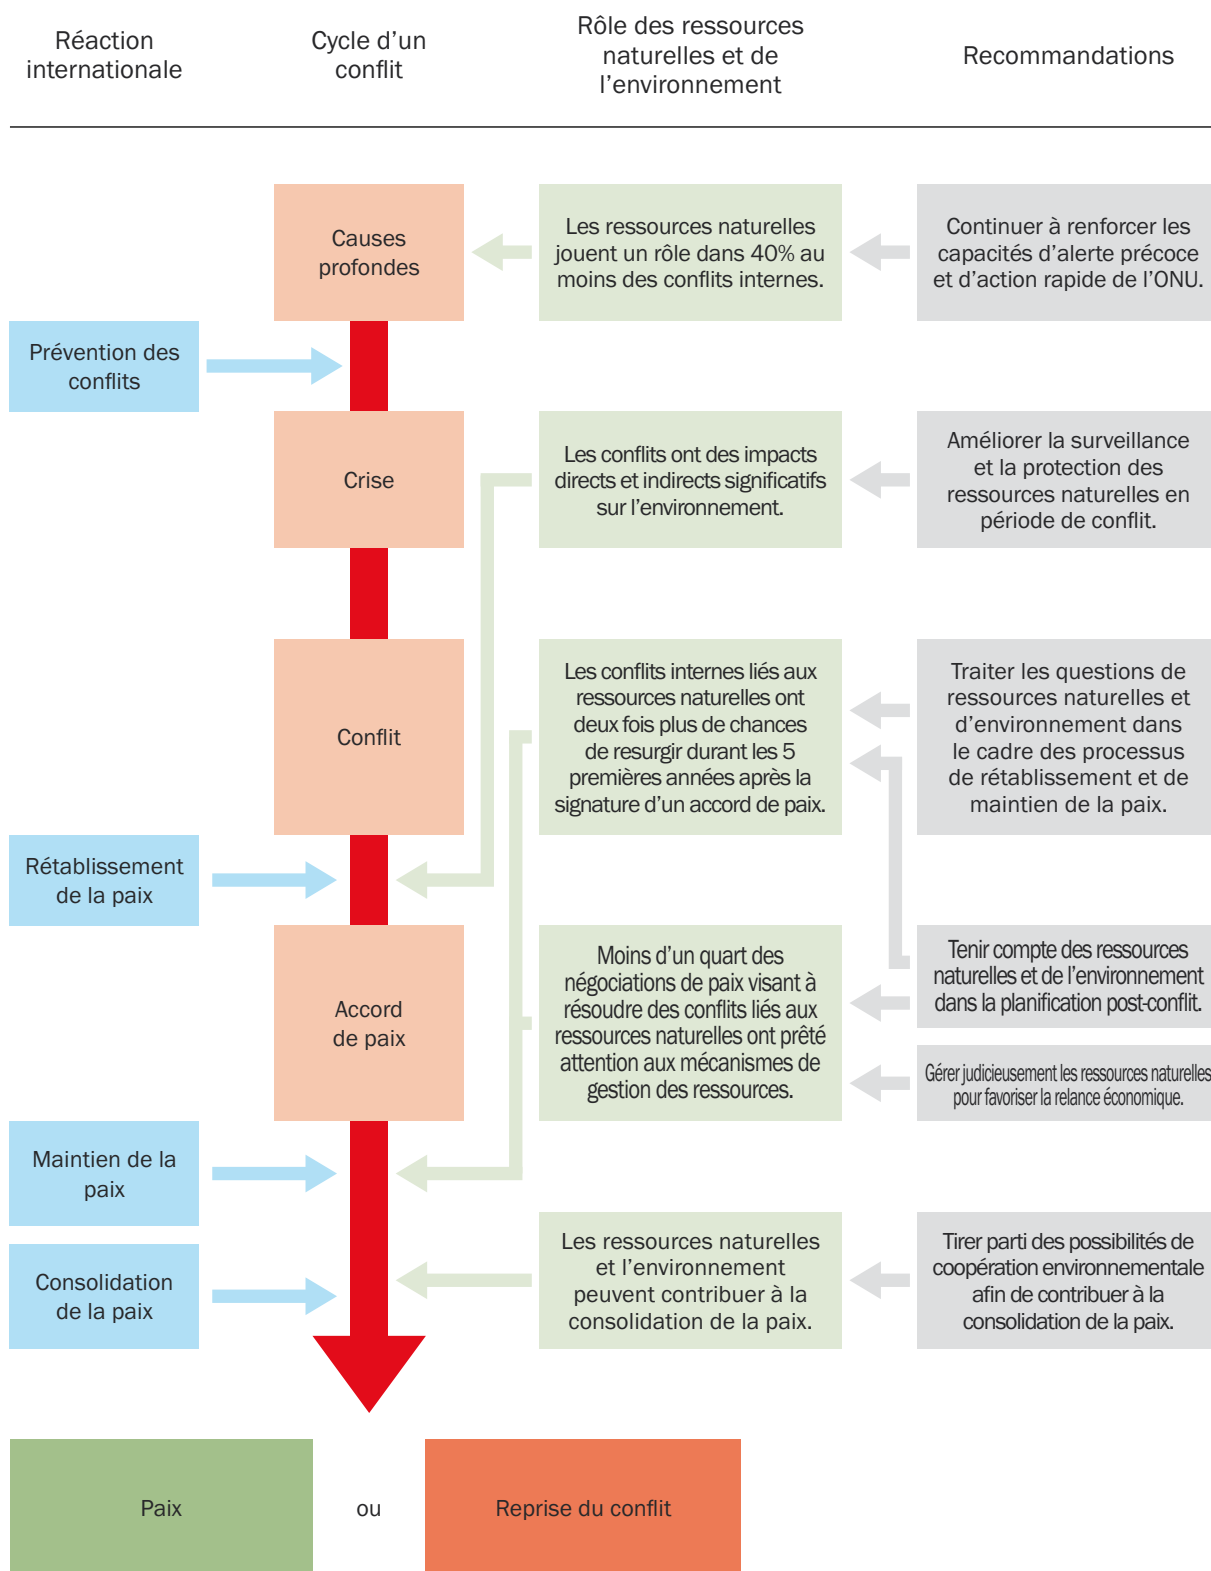 Réaction
internationale
Cycle d’un
conflit
Rôle des ressources
naturelles et de
l’environnement
Recommandations
Causes
profondes
Les ressources naturelles
jouent un rôle dans 40% au
moins des conflits internes.
Continuer à renforcer les
capacités d’alerte précoce
et d’action rapide de l’ONU.
Prévention des
conflits
Crise
Les conflits ont des impacts
directs et indirects significatifs
sur l’environnement.
Améliorer la surveillance
et la protection des
ressources naturelles en
période de conflit.
Conflit
Les conflits internes liés aux
ressources naturelles ont
deux fois plus de chances
de resurgir durant les 5
premières années après la
signature d’un accord de paix.
Traiter les questions de
ressources naturelles et
d’environnement dans
le cadre des processus
de rétablissement et de
maintien de la paix.
Rétablissement
de la paix
Accord
de paix
Moins d’un quart des
négociations de paix visant à
résoudre des conflits liés aux
ressources naturelles ont prêté
attention aux mécanismes de
gestion des ressources.
Tenir compte des ressources
naturelles et de l’environnement
dans la planification post-conflit.
Gérer judicieusement les ressources naturelles
pour favoriser la relance économique.
Maintien de la
paix
Consolidation
de la paix
Les ressources naturelles
et l’environnement
peuvent contribuer à la
consolidation de la paix.
Tirer parti des possibilités de
coopération environnementale
afin de contribuer à la
consolidation de la paix.
Paix
ou
Reprise du conflit